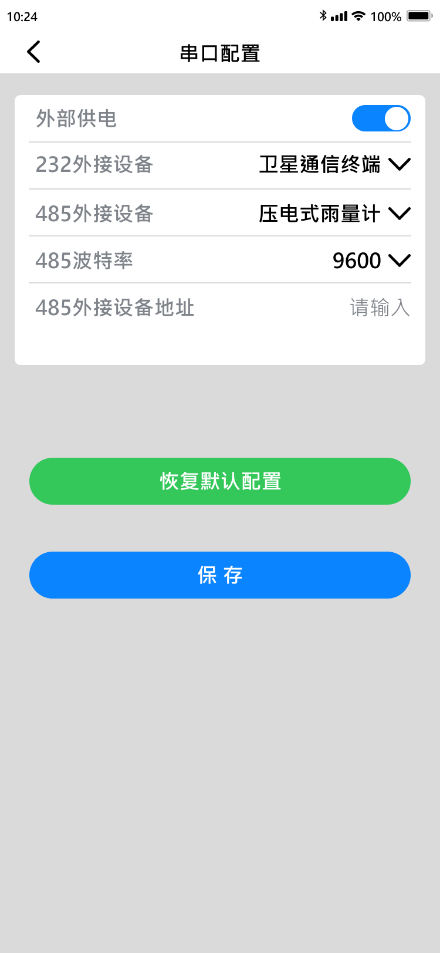 10:24 100%
串口配置
外部供电
232外接设备 卫星通信终端
485外接设备 压电式雨量计
485波特率 9600
485外接设备地址 请输入
恢复默认配置
保 存